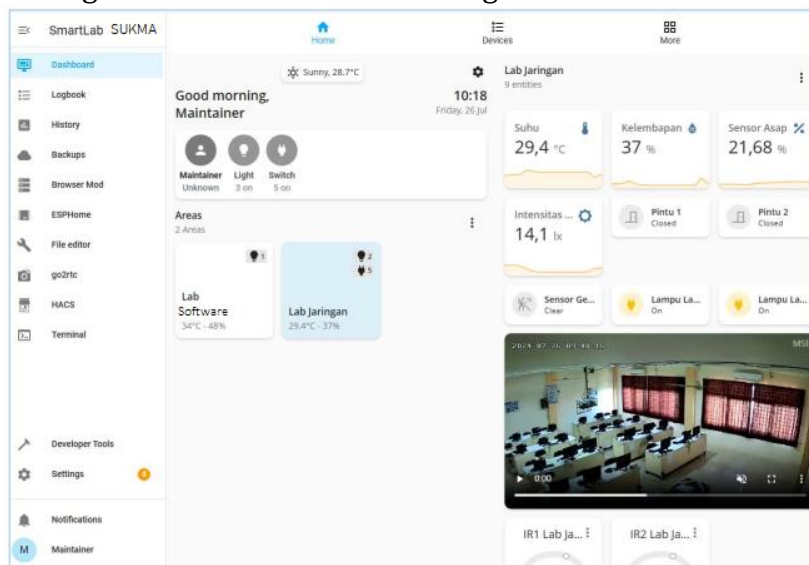 SmartLab SUKMA
Home
Devices
More
Dashboard
Logbook
History
Backups
Browser Mod
ESPHome
File editor
go2rtc
HACS
Terminal
Developer Tools
Settings 4
Notifications
M Maintainer
Sunny, 28.7°C
Good morning,
Maintainer
10:18
Friday, 26 Jul
Maintainer
Unknown
Light
3 on
Switch
5 on
Areas
2 Areas
1
Lab
Software
34°C - 48%
2
5
Lab Jaringan
29.4°C - 37%
Lab Jaringan
9 entities
Suhu
29,4 °C
Kelembapan
37 %
Sensor Asap
21,68 %
Intensitas ...
14,1 lx
Pintu 1
Closed
Pintu 2
Closed
Sensor Ge...
Clear
Lampu La...
On
Lampu La...
On
0:00
IR1 Lab Ja...
IR2 Lab Ja...